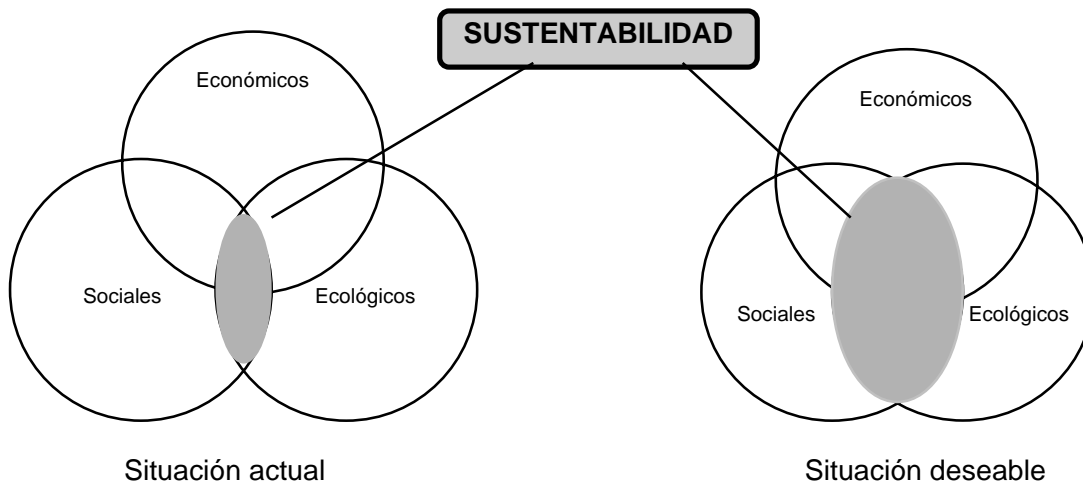 SUSTENTABILIDAD
Económicos
Sociales
Ecológicos
Situación actual
Económicos
Sociales
Ecológicos
Situación deseable